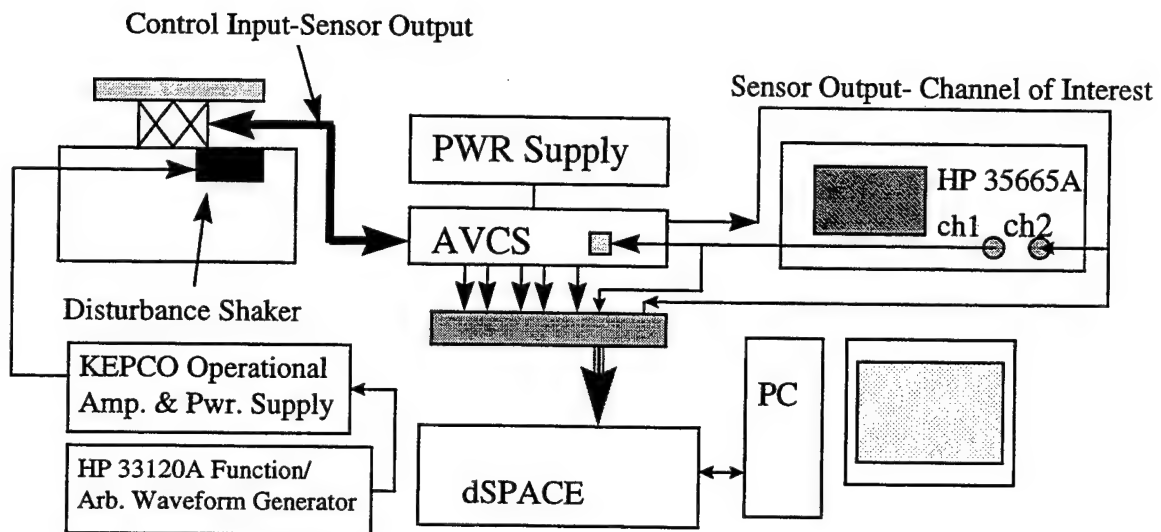 Control Input-Sensor Output
Sensor Output- Channel of Interest
PWR Supply
HP 35665A
ch1 ch2
AVCS
Disturbance Shaker
KEPCO Operational
Amp. & Pwr. Supply
PC
HP 33120A Function/
Arb. Waveform Generator
dSPACE